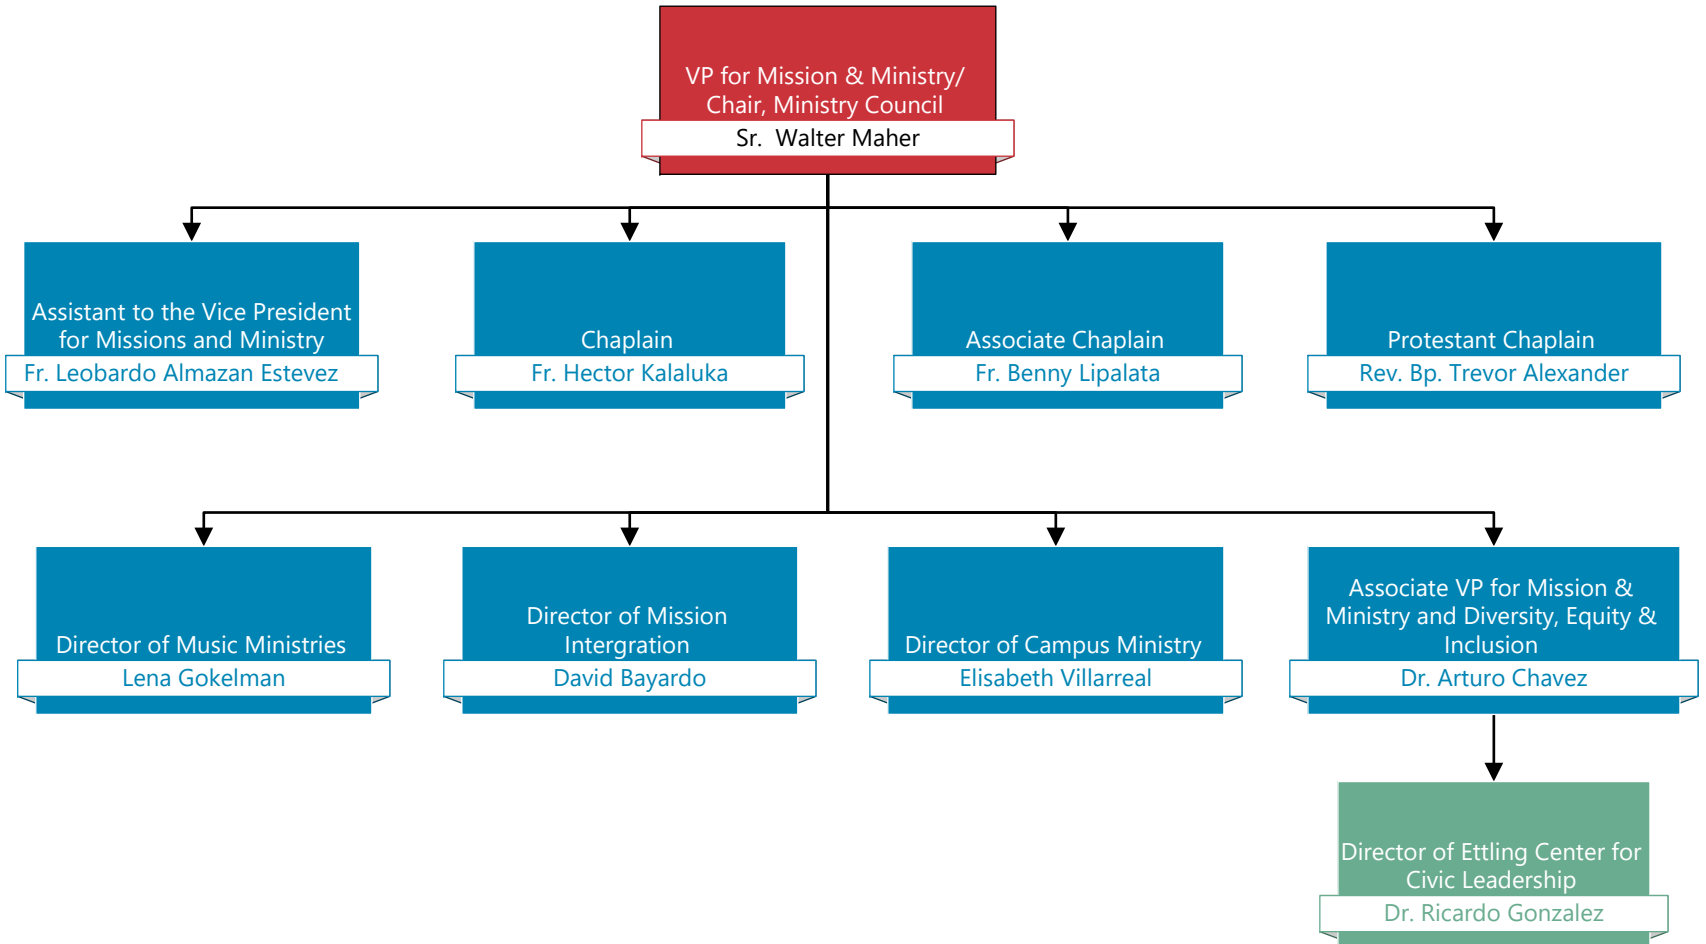 VP for Mission & Ministry/
Chair, Ministry Council
Sr.  Walter Maher
Assistant to the Vice President
for Missions and Ministry
Fr. Leobardo Almazan Estevez
Chaplain
Fr. Hector Kalaluka
Associate Chaplain
Fr. Benny Lipalata
Protestant Chaplain
Rev. Bp. Trevor Alexander
Director of Music Ministries
Lena Gokelman
Director of Mission
Intergration
David Bayardo
Director of Campus Ministry
Elisabeth Villarreal
Associate VP for Mission &
Ministry and Diversity, Equity &
Inclusion
Dr. Arturo Chavez
Director of Ettling Center for
Civic Leadership
Dr. Ricardo Gonzalez